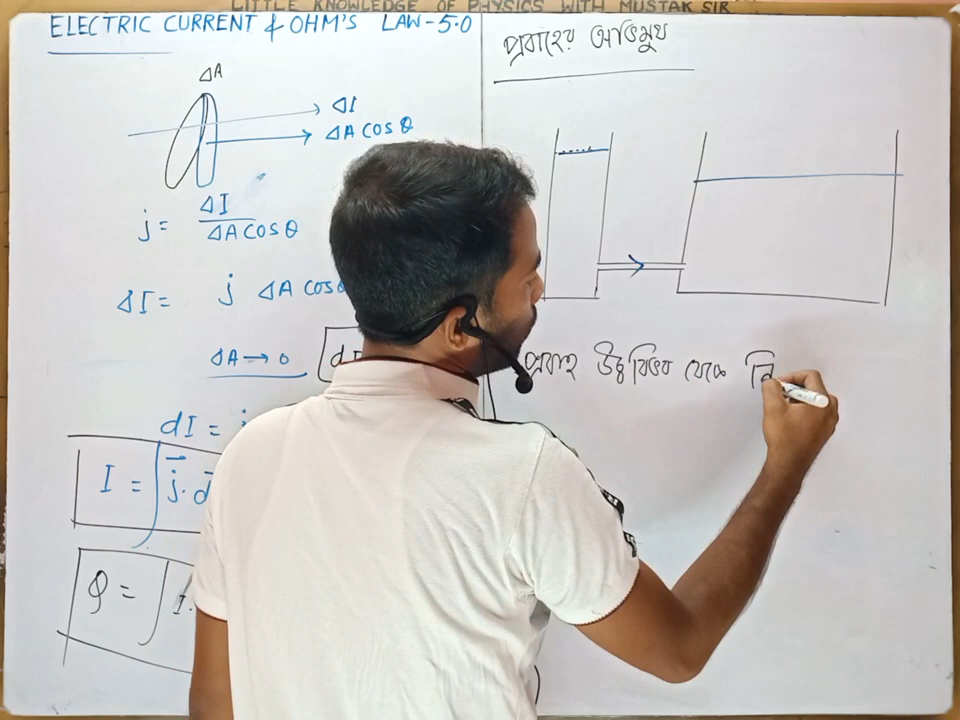 LITTLE KNOWLEDGE OF PHYSICS WITH MUSTAK SIR
ELECTRIC CURRENT & OHM'S LAW-5.0
ΔA
ΔI
ΔA cos θ
j = ΔI / ΔA cos θ
ΔI = j ΔA cos
ΔA → 0
dI
dI =
I = ∫ j⃗. d
Q = ∫ I.
প্রবাহের অভিমুখ
প্রবাহ উচ্চ বিভব থেকে নি